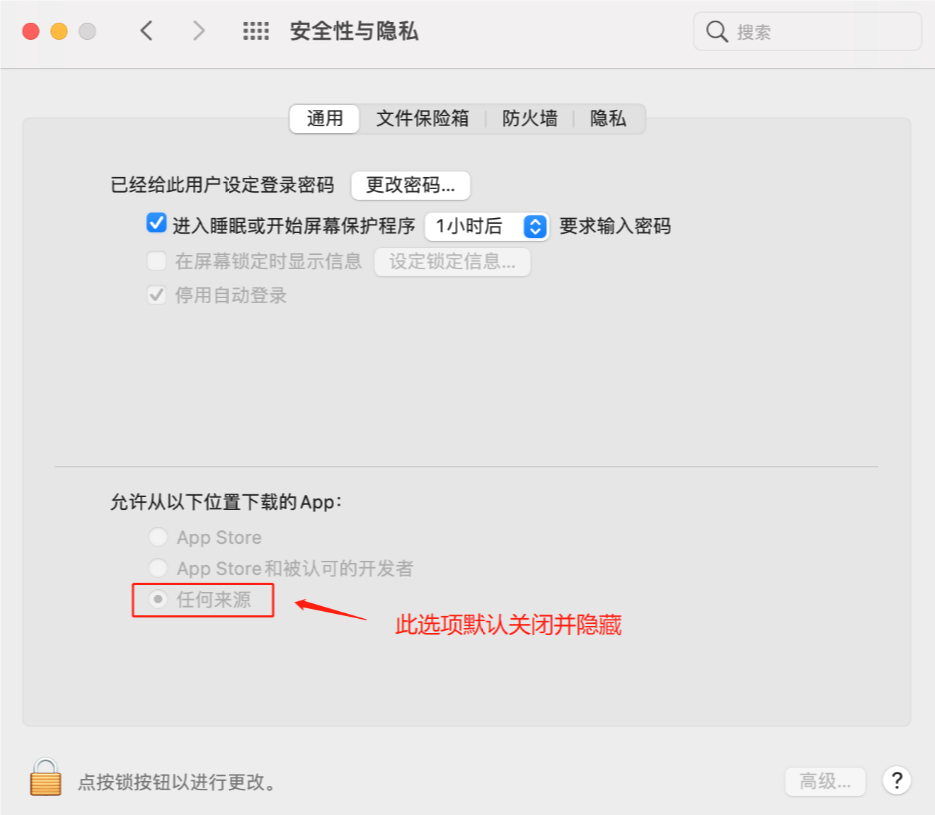 安全性与隐私
搜索
通用 文件保险箱 防火墙 隐私
已经给此用户设定登录密码 更改密码...
进入睡眠或开始屏幕保护程序 1小时后 要求输入密码
在屏幕锁定时显示信息 设定锁定信息...
停用自动登录
允许从以下位置下载的App：
App Store
App Store和被认可的开发者
任何来源
此选项默认关闭并隐藏
点按锁按钮以进行更改。
高级... ?